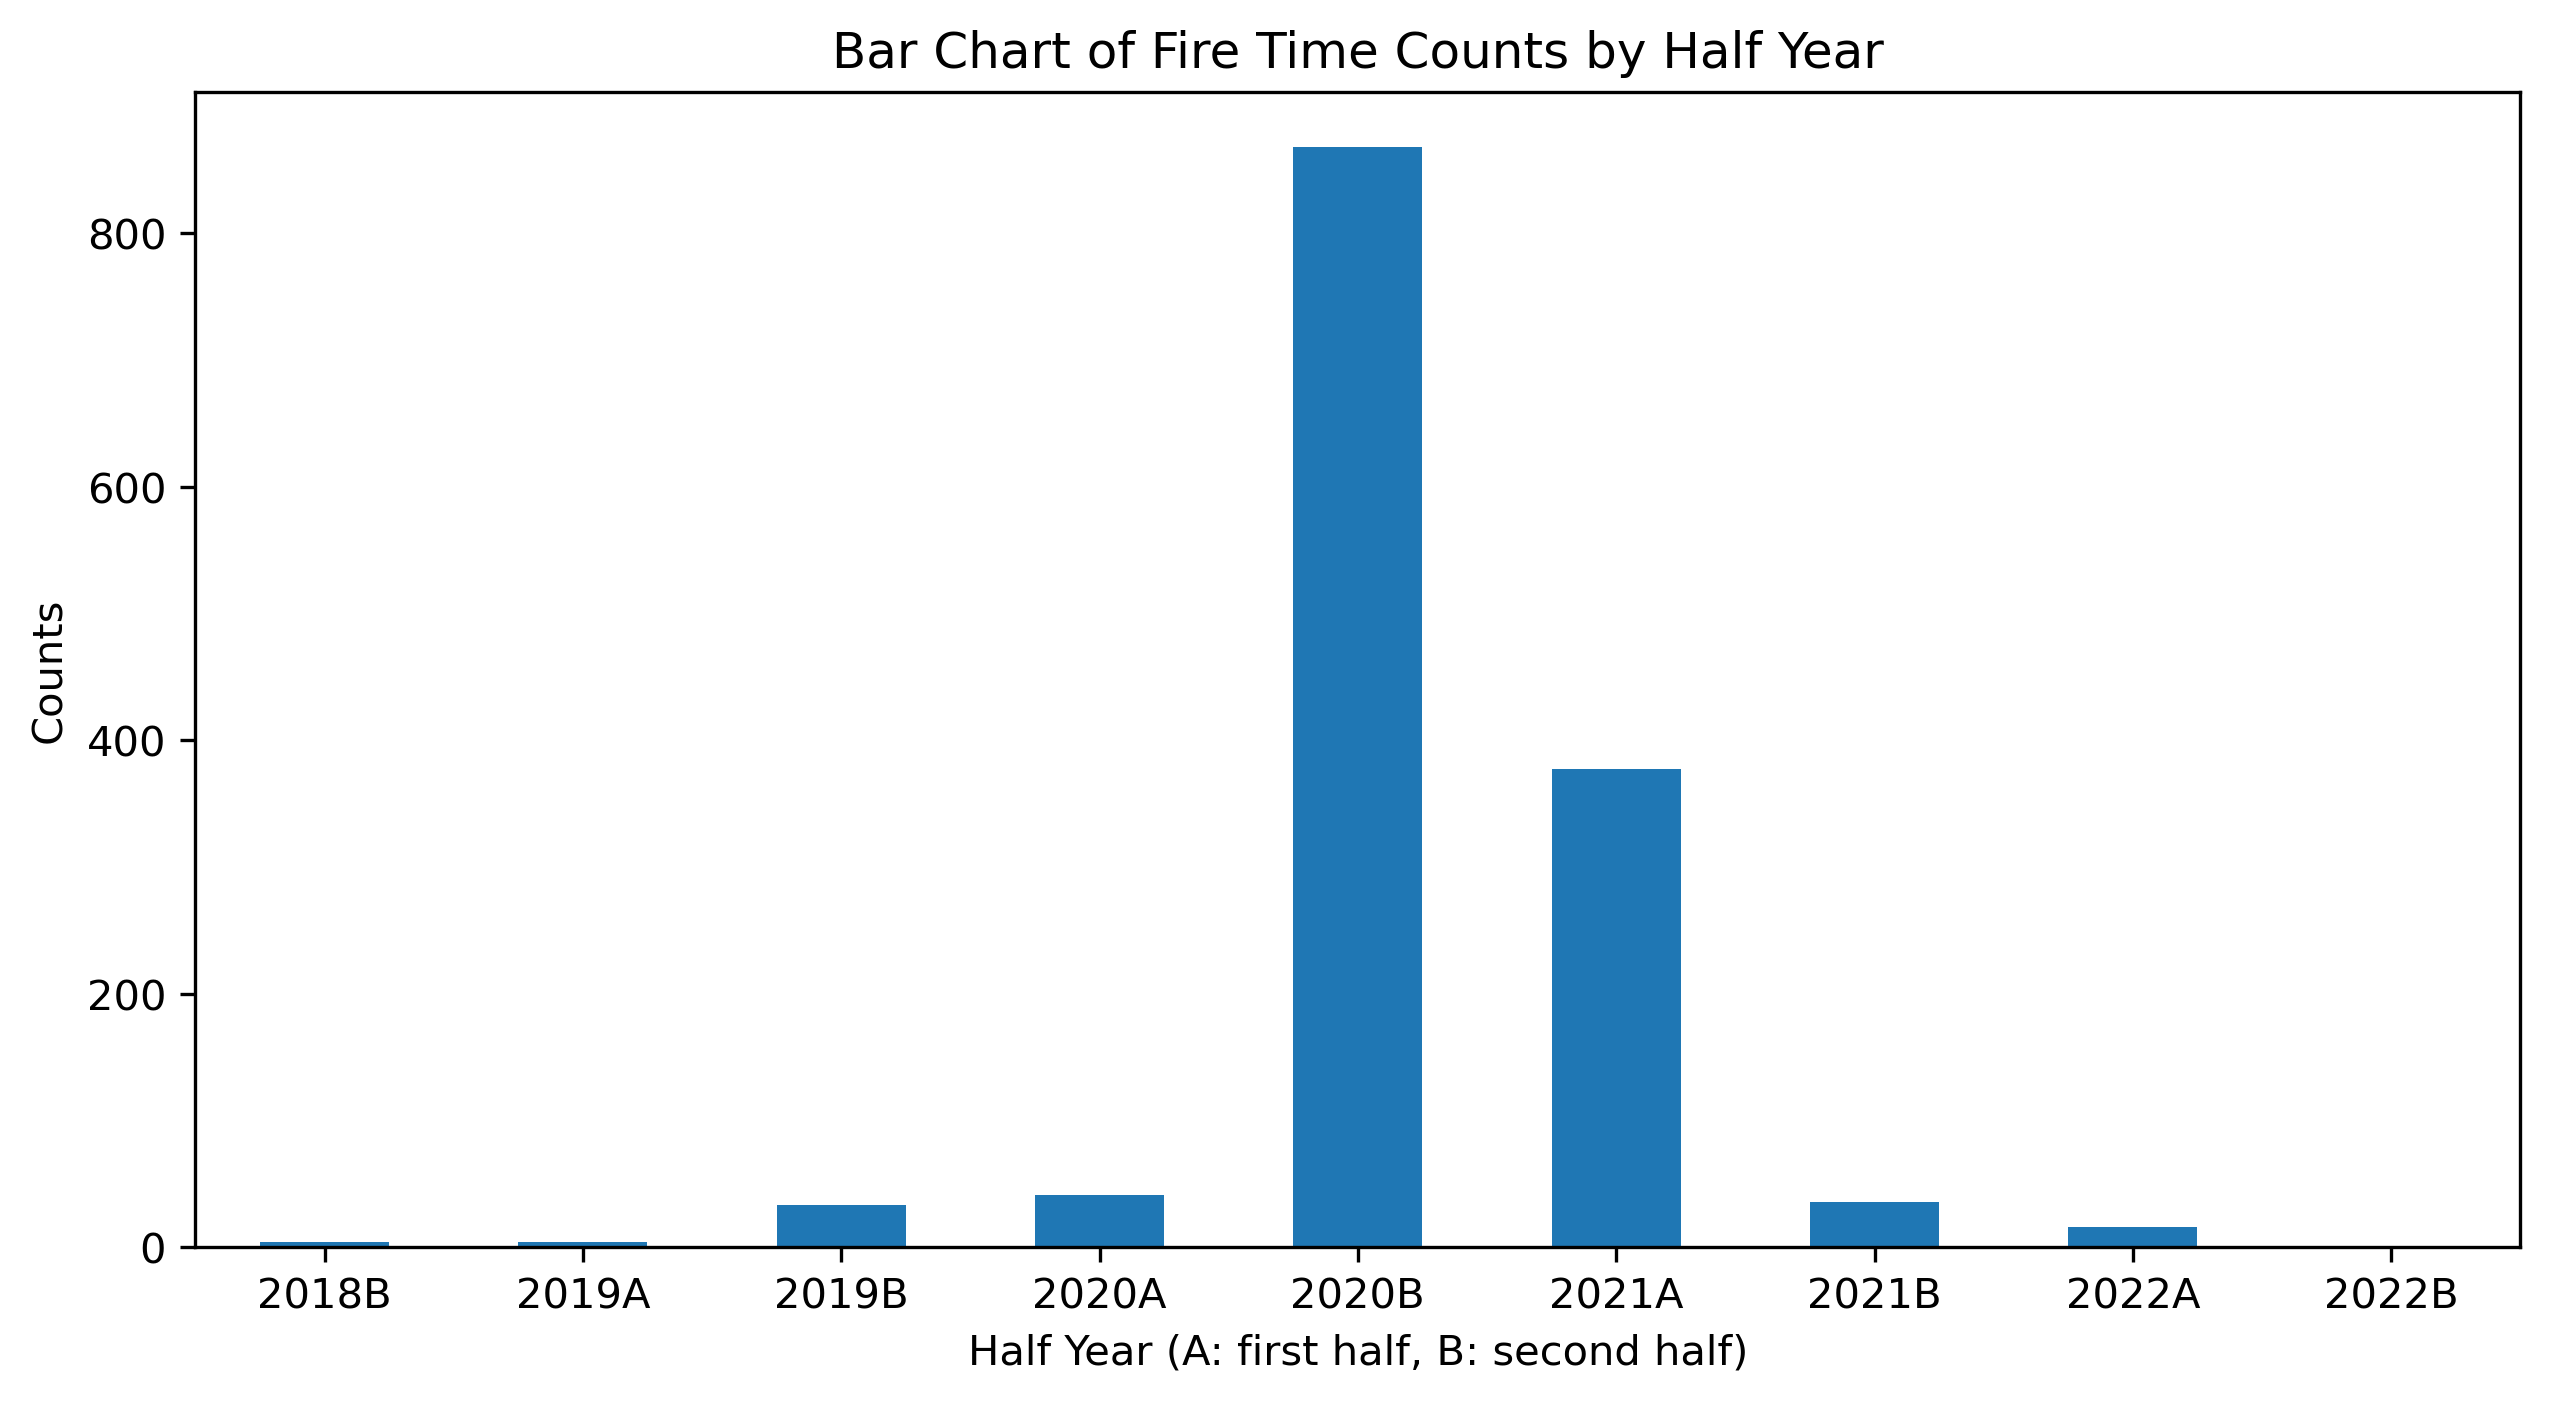 Bar Chart of Fire Time Counts by Half Year
Counts
800
600
400
200
0
2018B 2019A 2019B 2020A 2020B 2021A 2021B 2022A 2022B
Half Year (A: first half, B: second half)